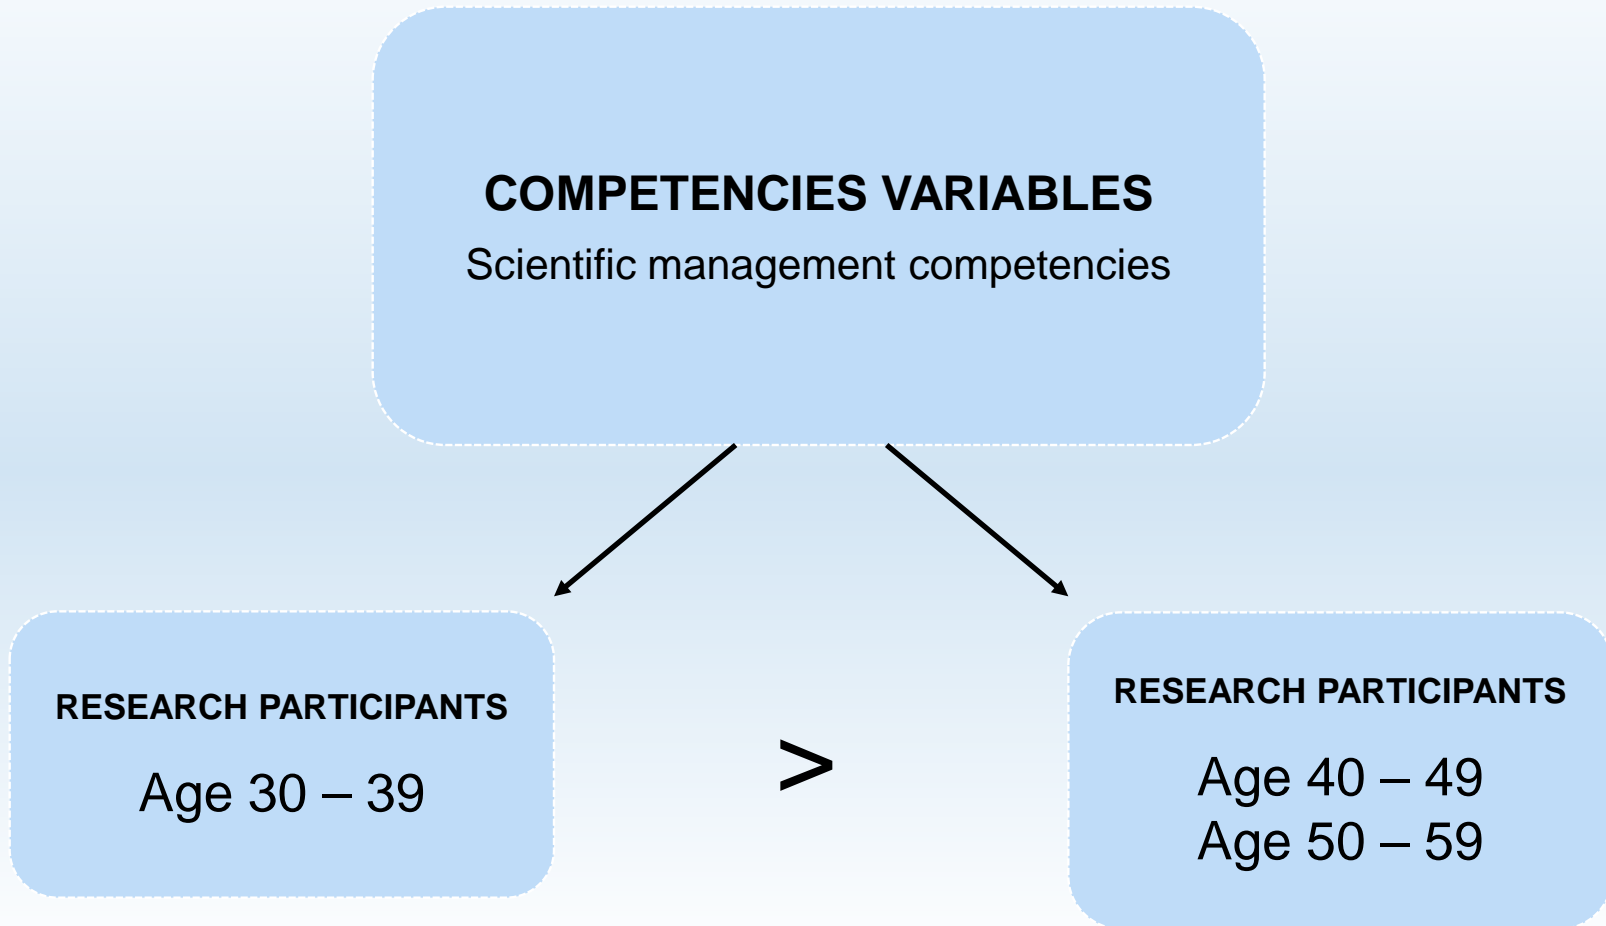 COMPETENCIES VARIABLES
Scientific management competencies
RESEARCH PARTICIPANTS
Age 30 – 39
>
RESEARCH PARTICIPANTS
Age 40 – 49
Age 50 – 59